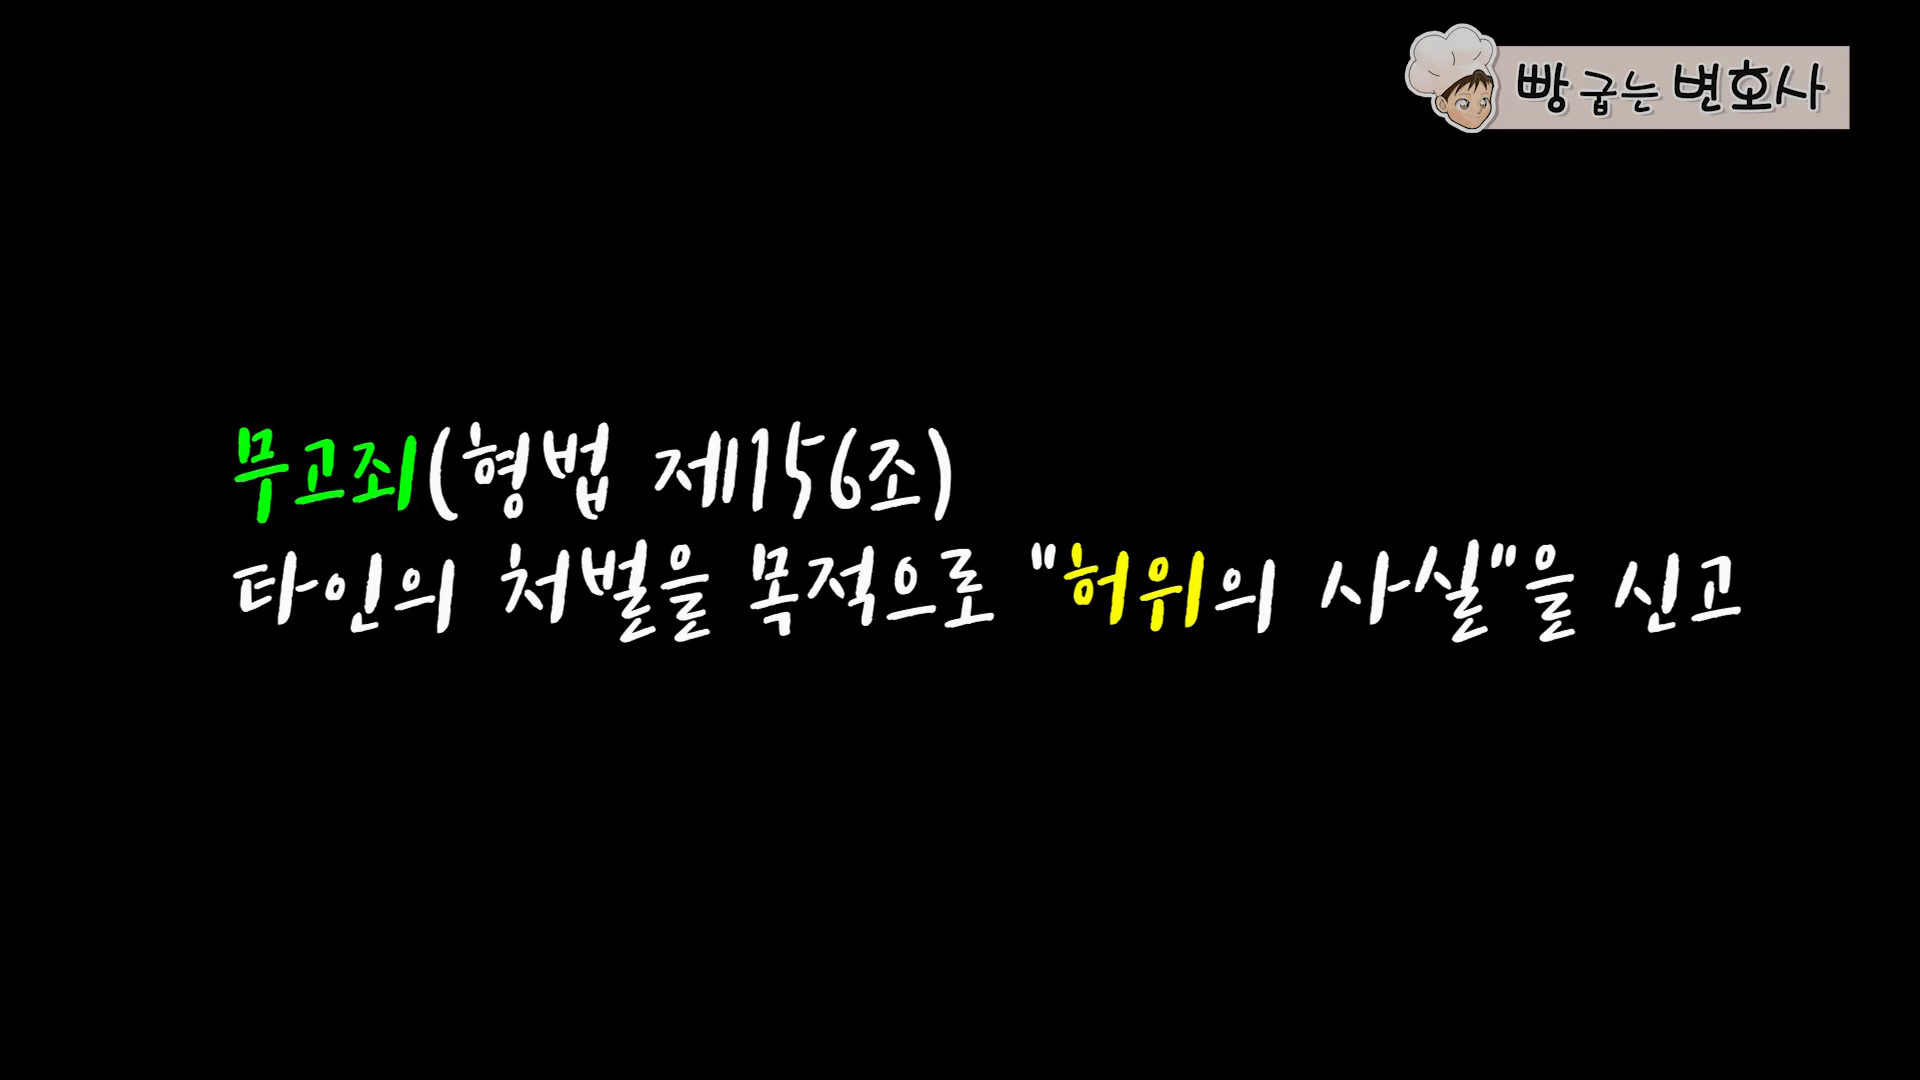 빵 굽는 변호사
무고죄(형법 제156조)
타인의 처벌을 목적으로 "허위의 사실"을 신고